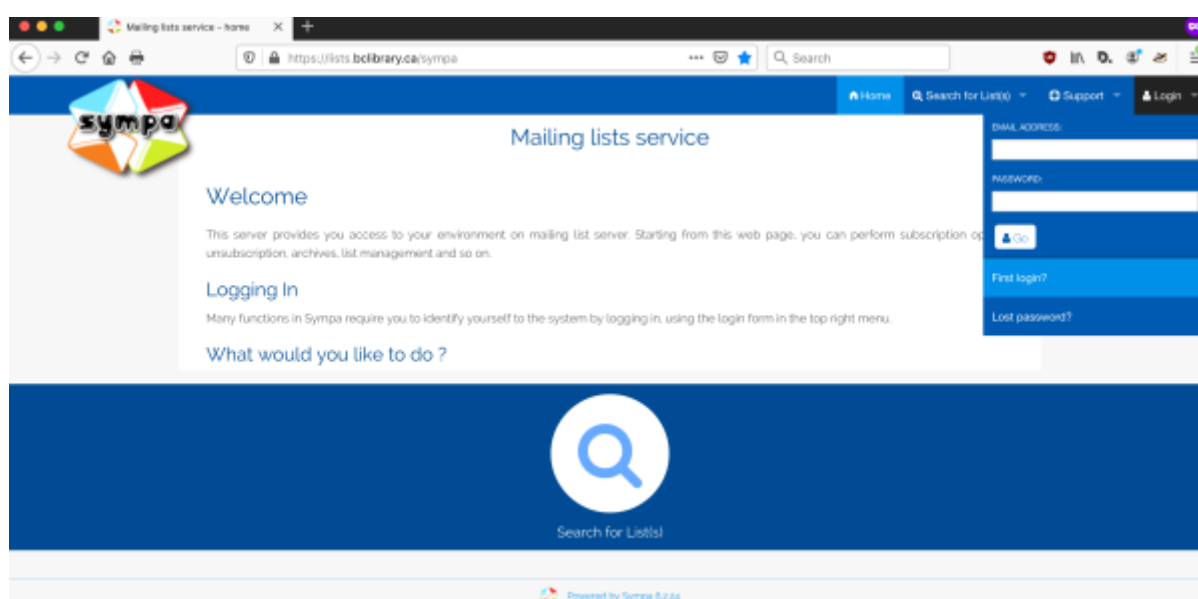 Mailing lists service - home
https://lists.bclibrary.ca/sympa
Search
Home
Search for List(s)
Support
Login
sympa
Mailing lists service
EMAIL ADDRESS:
PASSWORD:
Go
First login?
Lost password?
Welcome
This server provides you access to your environment on mailing list server. Starting from this web page, you can perform subscription op
unsubscription, archives, list management and so on.
Logging In
Many functions in Sympa require you to identify yourself to the system by logging in, using the login form in the top right menu.
What would you like to do ?
Search for List(s)
Powered by Sympa